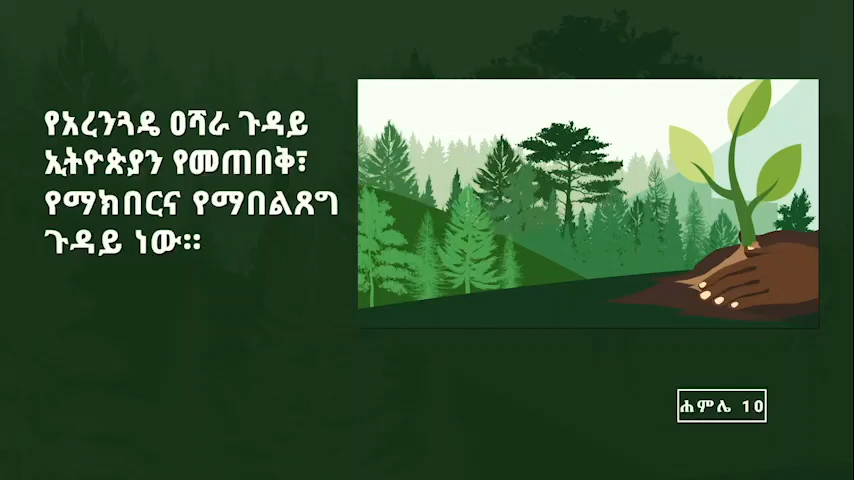 የአረንጓዴ ዐሻራ ጉዳይ
ኢትዮጵያን የመጠበቅ፣
የማክበርና የማበልጸግ
ጉዳይ ነው።
ሐምሌ 10